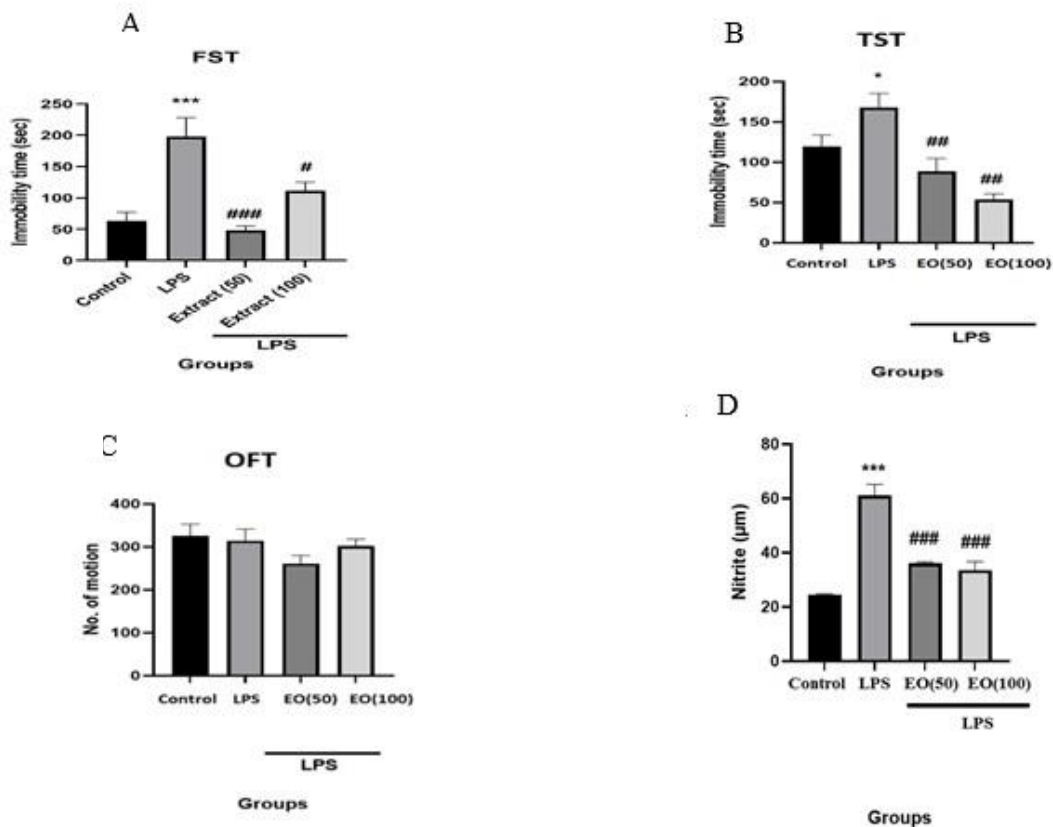 A
FST
Immobility time (sec)
250
200
150
100
50
0
***
###
#
Control
LPS
Extract (50)
Extract (100)
LPS
Groups
B
TST
Immobility time (sec)
200
150
100
50
0
*
##
##
Control LPS EO(50) EO(100)
LPS
Groups
C
OFT
No. of motion
400
300
200
100
0
Control LPS EO(50) EO(100)
LPS
Groups
D
Nitrite (μm)
80
60
40
20
0
***
###
###
Control LPS EO(50) EO(100)
LPS
Groups